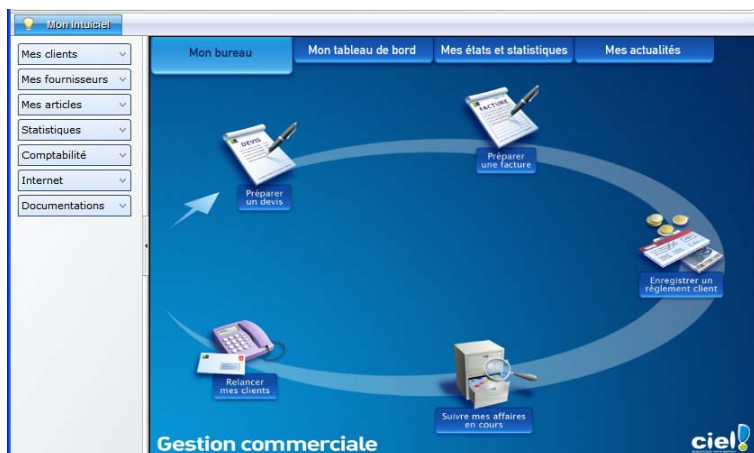 Mon Intuiciel
Mes clients
Mes fournisseurs
Mes articles
Statistiques
Comptabilité
Internet
Documentations
Mon bureau
Mon tableau de bord
Mes états et statistiques
Mes actualités
DEVIS
Préparer
un devis
FACTURE
Préparer
une facture
Enregistrer un
règlement client
Suivre mes affaires
en cours
Relancer
mes clients
Gestion commerciale
ciel!